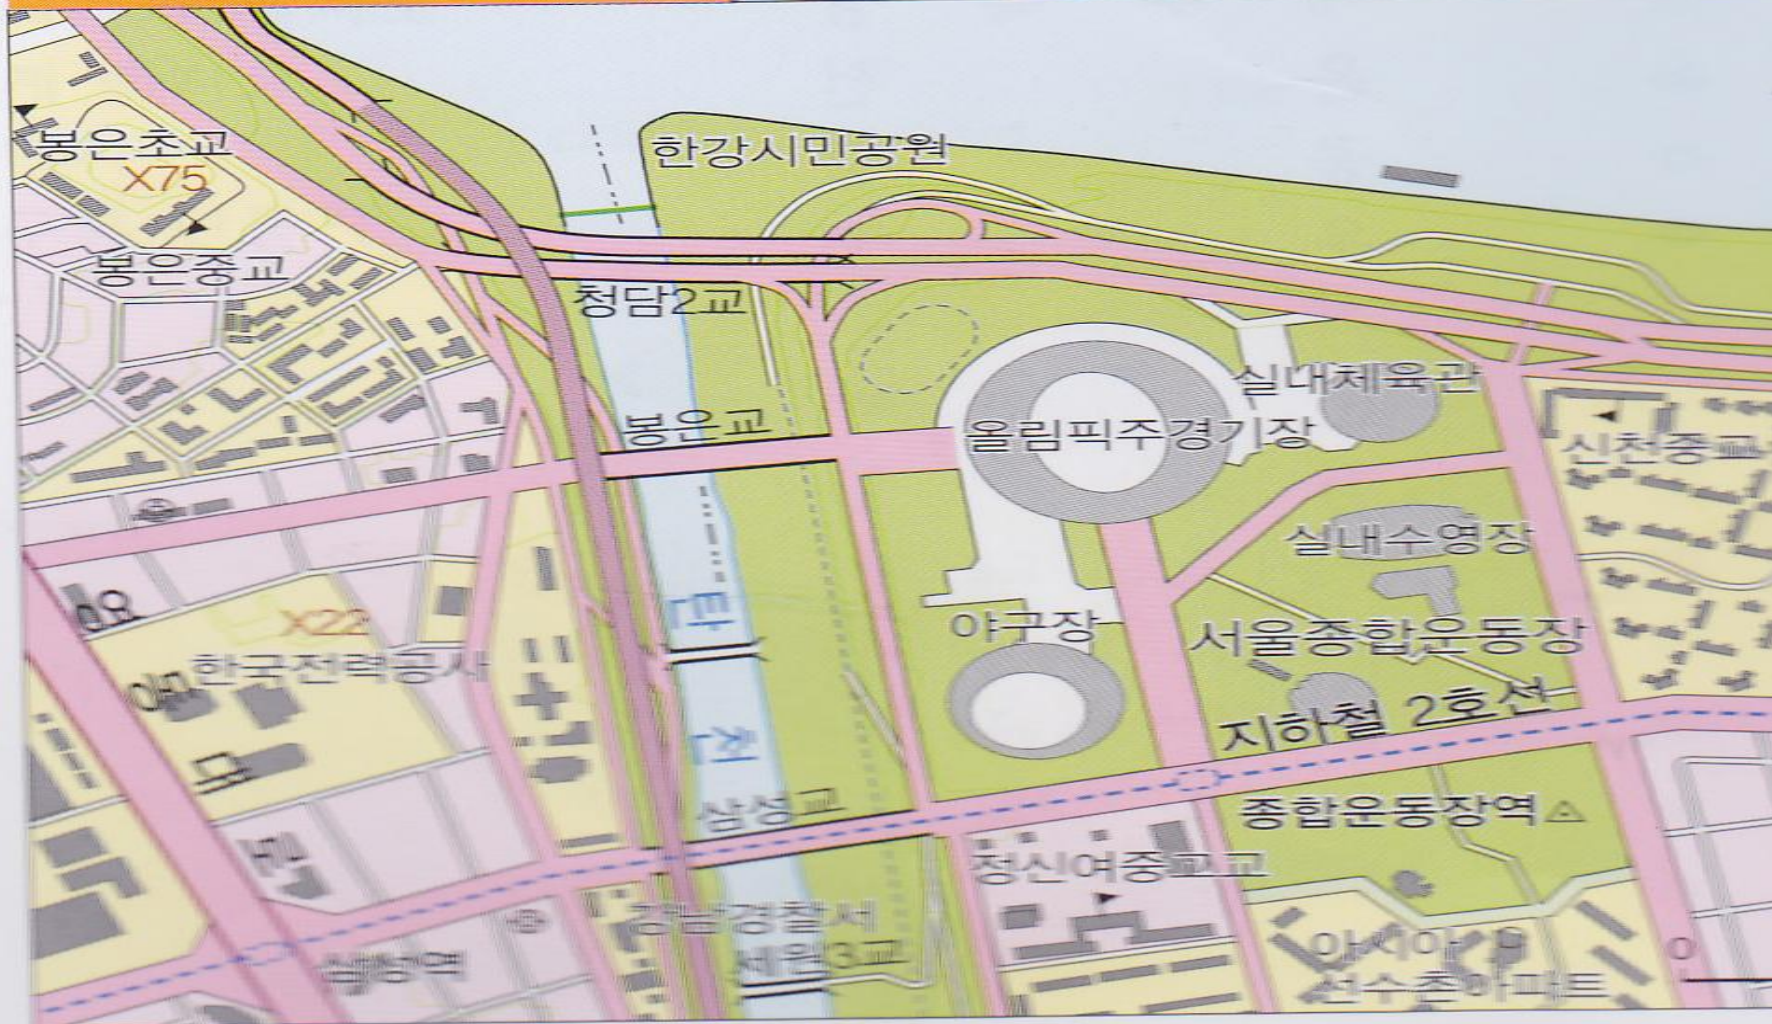 한강시민공원
봉은초교
X75
봉은중교
청담2교
실내체육관
봉은교
올림픽주경기장
신천중교
실내수영장
탄
X22
야구장
서울종합운동장
한국전력공사
지하철 2호선
천
삼성교
종합운동장역
정신여중고교
강남경찰서
3교
삼성역
아시아
선수촌아파트
0